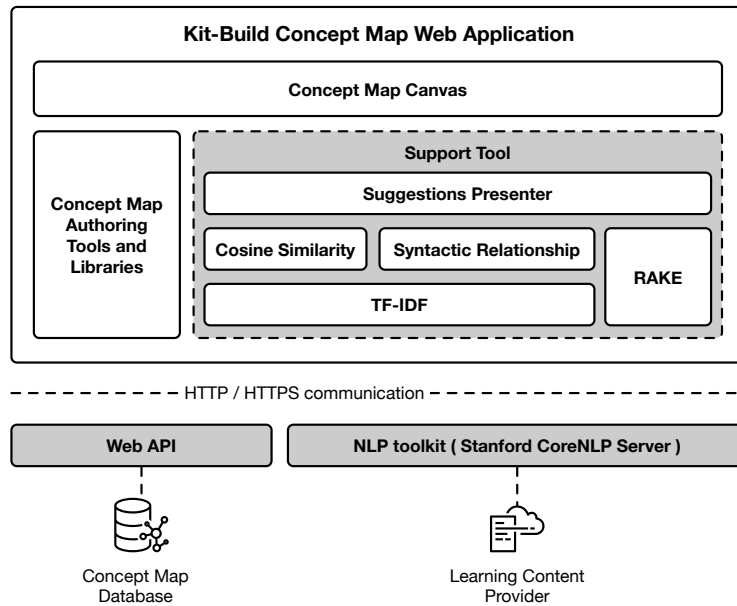 Kit-Build Concept Map Web Application
Concept Map Canvas
Concept Map
Authoring
Tools and
Libraries
Support Tool
Suggestions Presenter
Cosine Similarity
Syntactic Relationship
RAKE
TF-IDF
HTTP / HTTPS communication
Web API
NLP toolkit ( Stanford CoreNLP Server )
Concept Map
Database
Learning Content
Provider